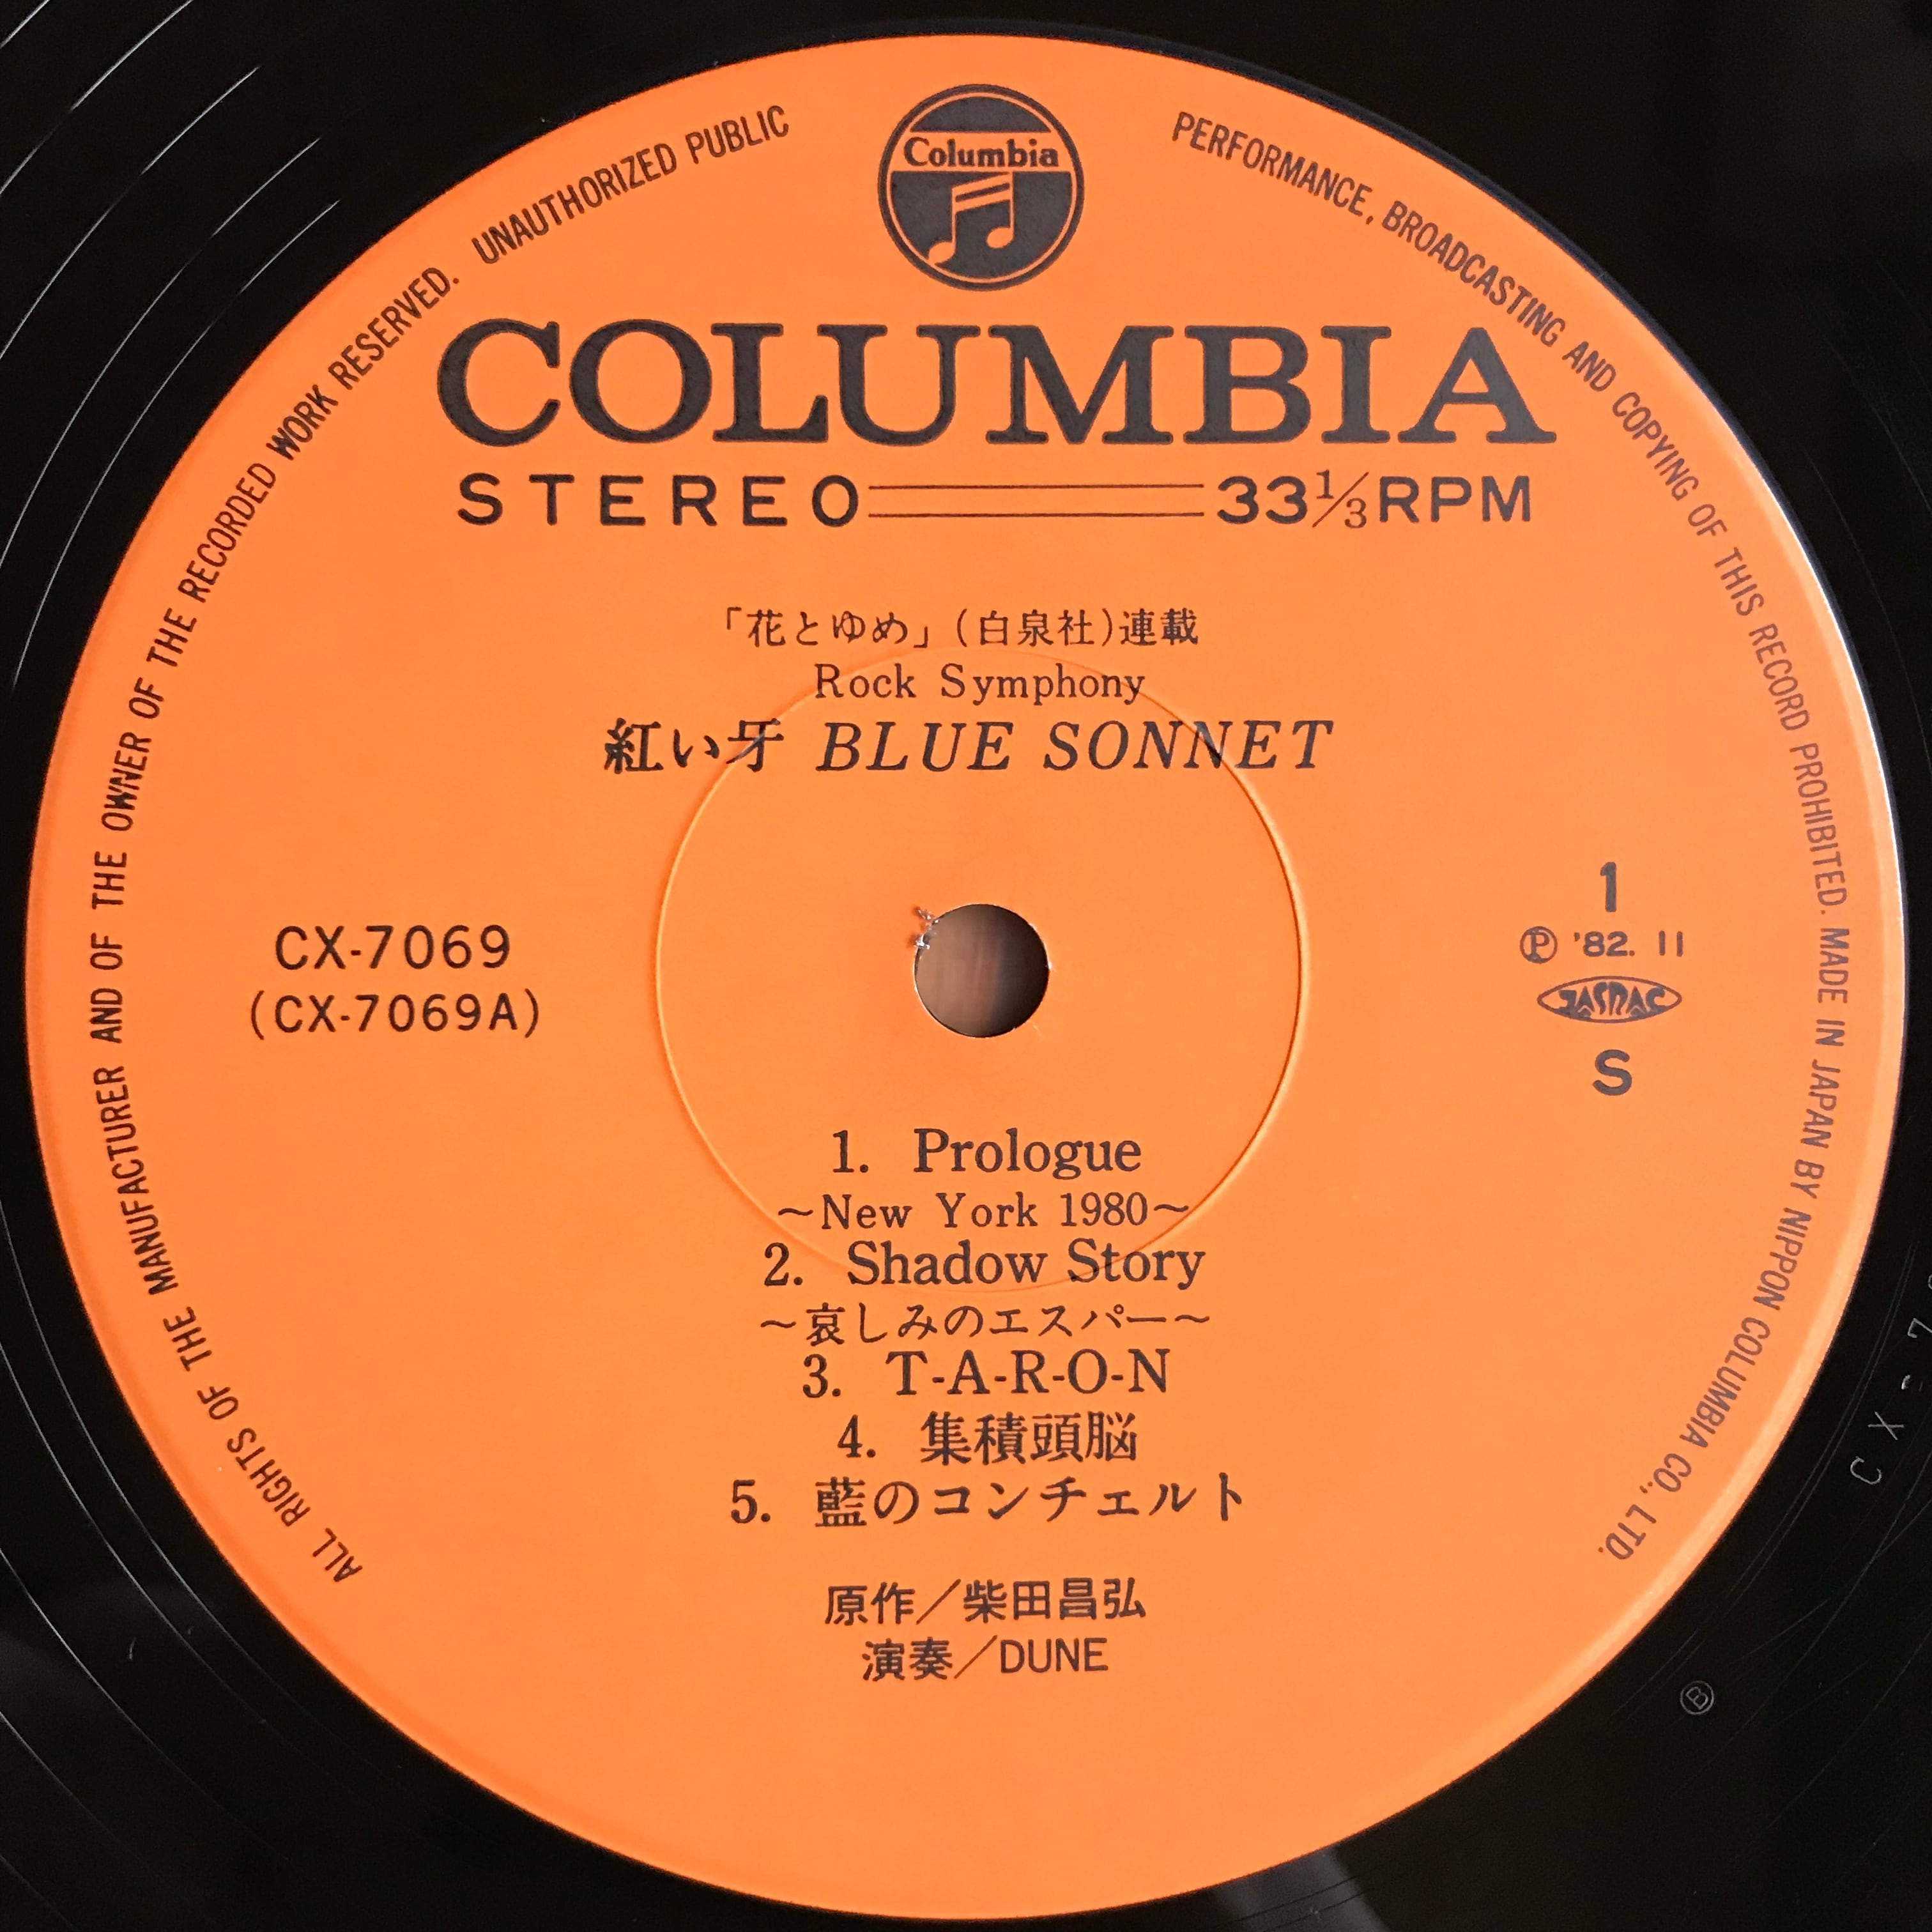 Columbia
ALL RIGHTS OF THE MANUFACTURER AND OF THE OWNER OF THE RECORDED WORK RESERVED. UNAUTHORIZED PUBLIC PERFORMANCE, BROADCASTING AND COPYING OF THIS RECORD PROHIBITED. MADE IN JAPAN BY NIPPON COLUMBIA CO., LTD.
COLUMBIA
STEREO 33⅓RPM
「花とゆめ」(白泉社)連載
Rock Symphony
紅い牙 BLUE SONNET
CX-7069
(CX-7069A)
1
Ⓟ '82. 11
JASRAC
S
1. Prologue
〜New York 1980〜
2. Shadow Story
〜哀しみのエスパー〜
3. T-A-R-O-N
4. 集積頭脳
5. 藍のコンチェルト
原作／柴田昌弘
演奏／DUNE
Ⓑ